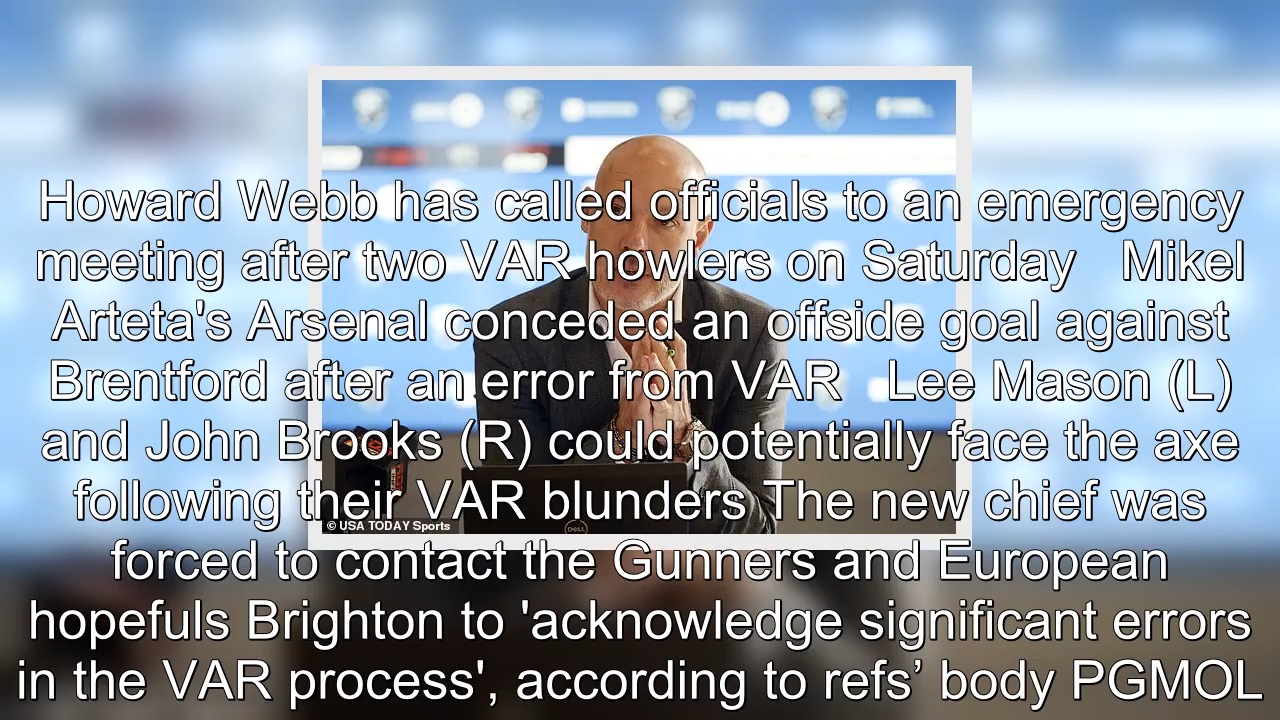 Howard Webb has called officials to an emergency
meeting after two VAR howlers on Saturday   Mikel
Arteta's Arsenal conceded an offside goal against
Brentford after an error from VAR   Lee Mason (L)
and John Brooks (R) could potentially face the axe
following their VAR blunders The new chief was
© USA TODAY Sports
DELL
forced to contact the Gunners and European
hopefuls Brighton to 'acknowledge significant errors
in the VAR process', according to refs’ body PGMOL